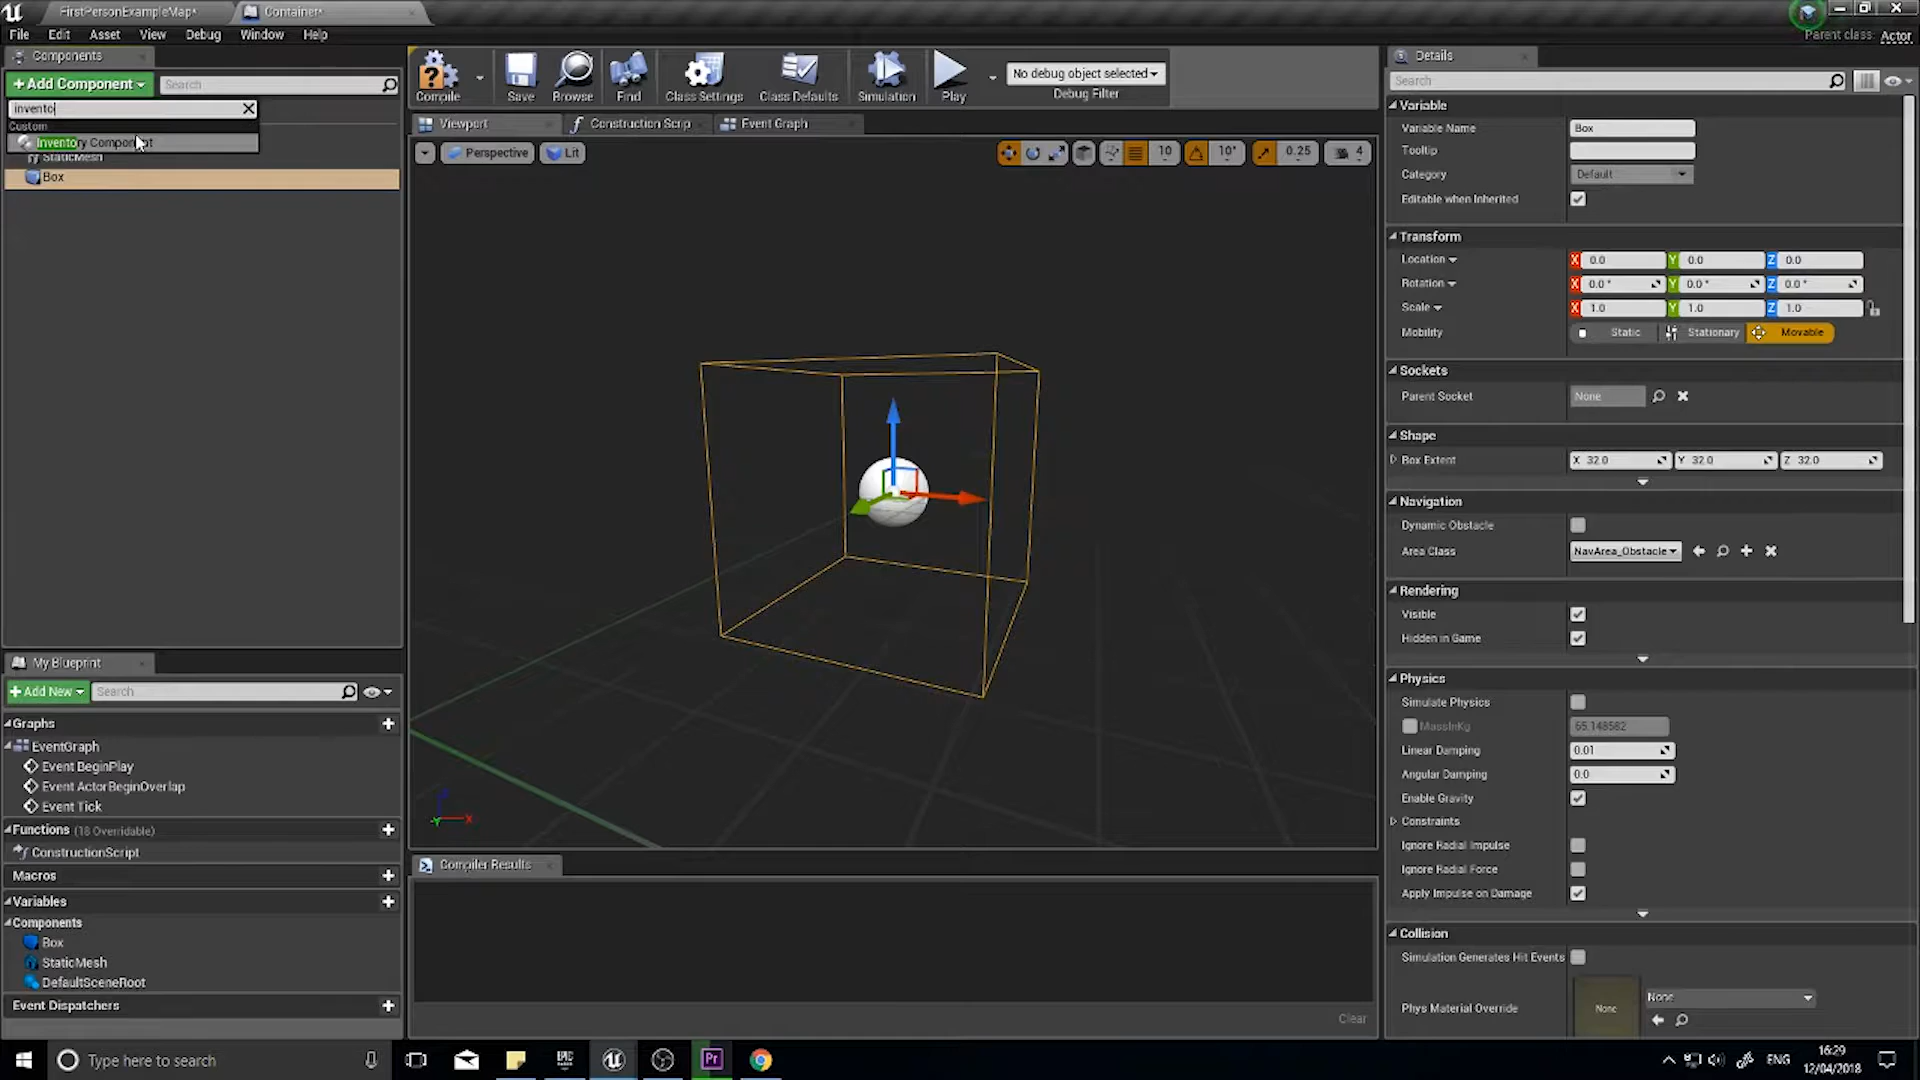 FirstPersonExampleMap*
Container*
File Edit Asset View Debug Window Help
Parent class: Actor
Components
+Add Component
Search
invento
Custom
Inventory Component
StaticMesh
Box
Compile
Save
Browse
Find
Class Settings
Class Defaults
Simulation
Play
No debug object selected
Debug Filter
Viewport
Construction Scrip
Event Graph
Perspective
Lit
10
10°
0.25
4
My Blueprint
+Add New
Search
Graphs
EventGraph
Event BeginPlay
Event ActorBeginOverlap
Event Tick
Functions (18 Overridable)
ConstructionScript
Macros
Variables
Components
Box
StaticMesh
DefaultSceneRoot
Event Dispatchers
Compiler Results
Clear
Details
Search
Variable
Variable Name Box
Tooltip
Category Default
Editable when Inherited
Transform
Location X 0.0 Y 0.0 Z 0.0
Rotation X 0.0 ° Y 0.0 ° Z 0.0 °
Scale X 1.0 Y 1.0 Z 1.0
Mobility Static Stationary Movable
Sockets
Parent Socket None
Shape
Box Extent X 32.0 Y 32.0 Z 32.0
Navigation
Dynamic Obstacle
Area Class NavArea_Obstacle
Rendering
Visible
Hidden in Game
Physics
Simulate Physics
MassInKg 65.148582
Linear Damping 0.01
Angular Damping 0.0
Enable Gravity
Constraints
Ignore Radial Impulse
Ignore Radial Force
Apply Impulse on Damage
Collision
Simulation Generates Hit Events
Phys Material Override None None
Type here to search
EPIC
Pr
ENG
16:29
12/04/2018